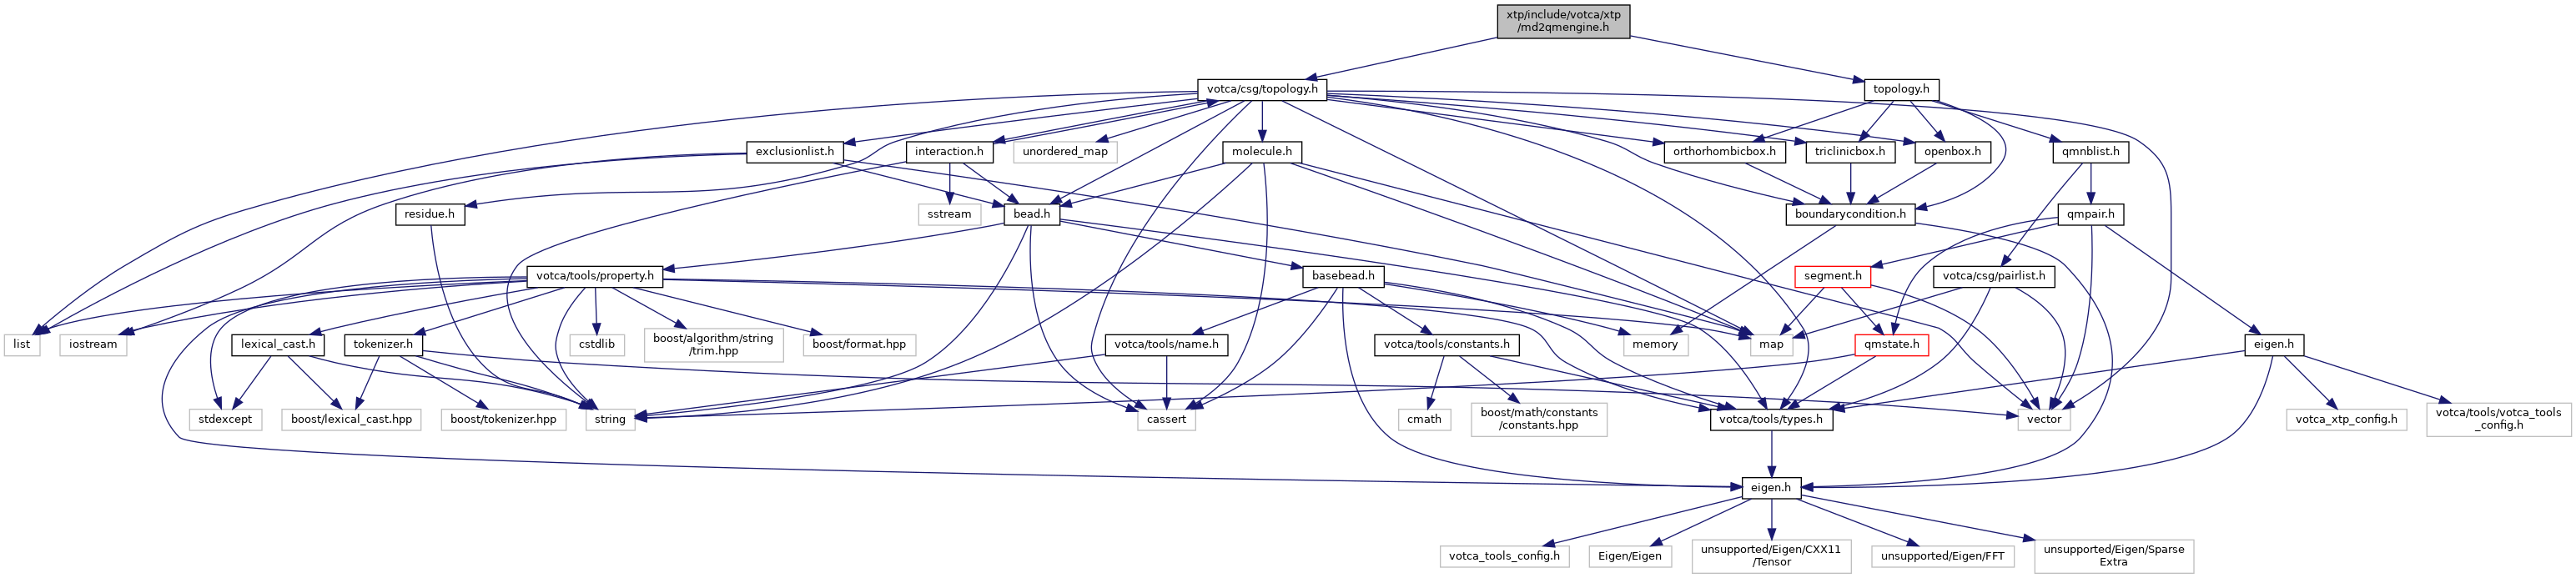 xtp/include/votca/xtp
/md2qmengine.h
votca/csg/topology.h
topology.h
exclusionlist.h
interaction.h
unordered_map
molecule.h
orthorhombicbox.h
triclinicbox.h
openbox.h
qmnblist.h
residue.h
sstream
bead.h
boundarycondition.h
qmpair.h
votca/tools/property.h
basebead.h
segment.h
votca/csg/pairlist.h
list
iostream
lexical_cast.h
tokenizer.h
cstdlib
boost/algorithm/string
/trim.hpp
boost/format.hpp
votca/tools/name.h
votca/tools/constants.h
memory
map
qmstate.h
eigen.h
stdexcept
boost/lexical_cast.hpp
boost/tokenizer.hpp
string
cassert
cmath
boost/math/constants
/constants.hpp
votca/tools/types.h
vector
votca_xtp_config.h
votca/tools/votca_tools
_config.h
eigen.h
votca_tools_config.h
Eigen/Eigen
unsupported/Eigen/CXX11
/Tensor
unsupported/Eigen/FFT
unsupported/Eigen/Sparse
Extra